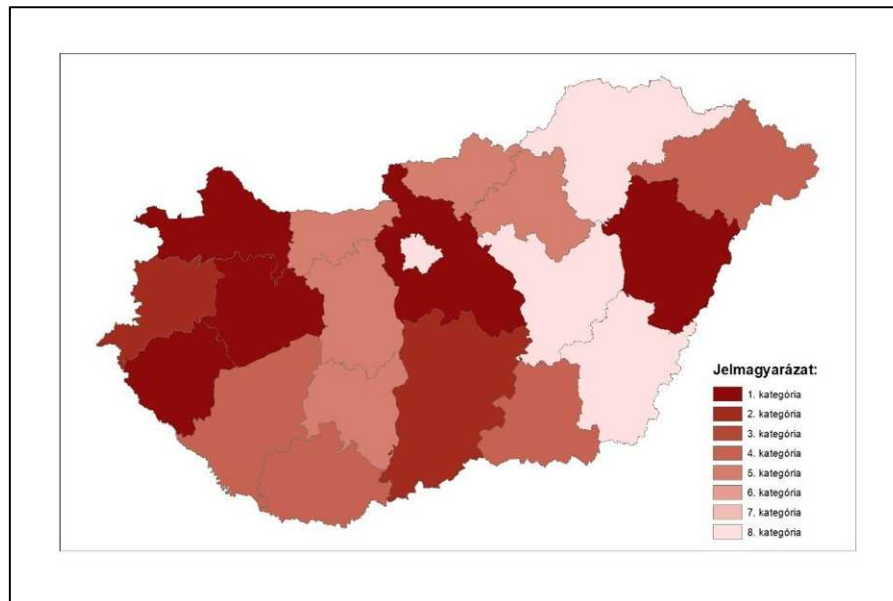 Jelmagyarázat:
1. kategória
2. kategória
3. kategória
4. kategória
5. kategória
6. kategória
7. kategória
8. kategória